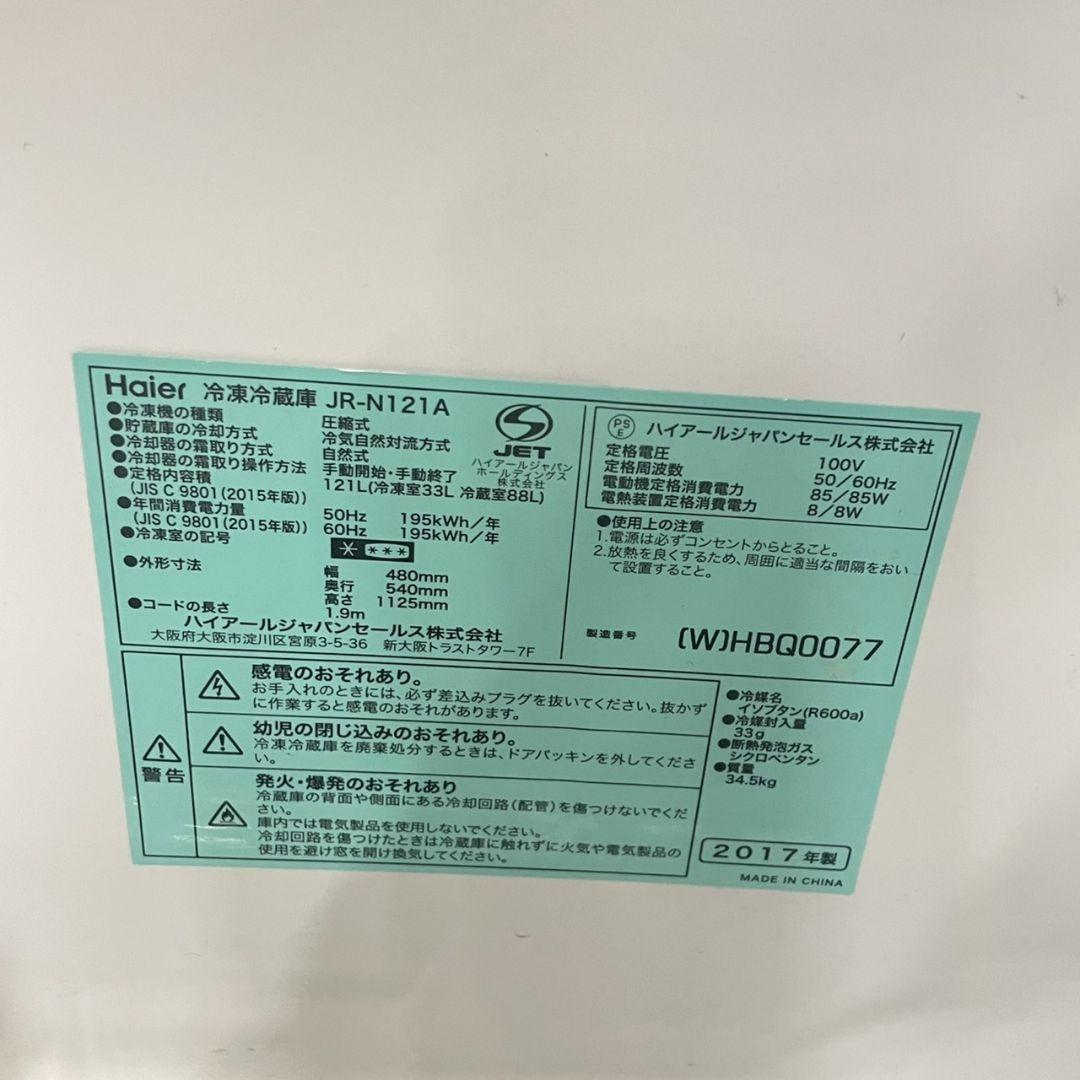 Haier 冷凍冷蔵庫 JR-N121A
●冷凍機の種類 圧縮式
●貯蔵庫の冷却方式 冷気自然対流方式
●冷却器の霜取り方式 自然式
●冷却器の霜取り操作方法 手動開始・手動終了
●定格内容積 121L(冷凍室33L 冷蔵室88L)
(JIS C 9801(2015年版))
●年間消費電力量 50Hz 195kWh/年
(JIS C 9801(2015年版)) 60Hz 195kWh/年
●冷凍室の記号
●外形寸法 幅 480mm
奥行 540mm
高さ 1125mm
●コードの長さ 1.9m
ハイアールジャパンセールス株式会社
大阪府大阪市淀川区宮原3-5-36 新大阪トラストタワー7F
JET
ハイアールジャパン
ホールディングス
株式会社
PS
E
ハイアールジャパンセールス株式会社
定格電圧 100V
定格周波数 50/60Hz
電動機定格消費電力 85/85W
電熱装置定格消費電力 8/8W
●使用上の注意
1.電源は必ずコンセントからとること。
2.放熱を良くするため、周囲に適当な間隔をおい
て設置すること。
製造番号 (W)HBQ0077
警告
感電のおそれあり。
お手入れのときには、必ず差込みプラグを抜いてください。抜かず
に作業すると感電のおそれがあります。
幼児の閉じ込みのおそれあり。
冷凍冷蔵庫を廃棄処分するときは、ドアパッキンを外してくださ
い。
発火・爆発のおそれあり
冷蔵庫の背面や側面にある冷却回路(配管)を傷つけないでくだ
さい。
庫内では電気製品を使用しないでください。
冷却回路を傷つけたときは冷蔵庫に触れずに火気や電気製品の
使用を避け窓を開け換気してください。
●冷媒名
イソブタン(R600a)
●冷媒封入量
33g
●断熱発泡ガス
シクロペンタン
●質量
34.5kg
2017年製
MADE IN CHINA